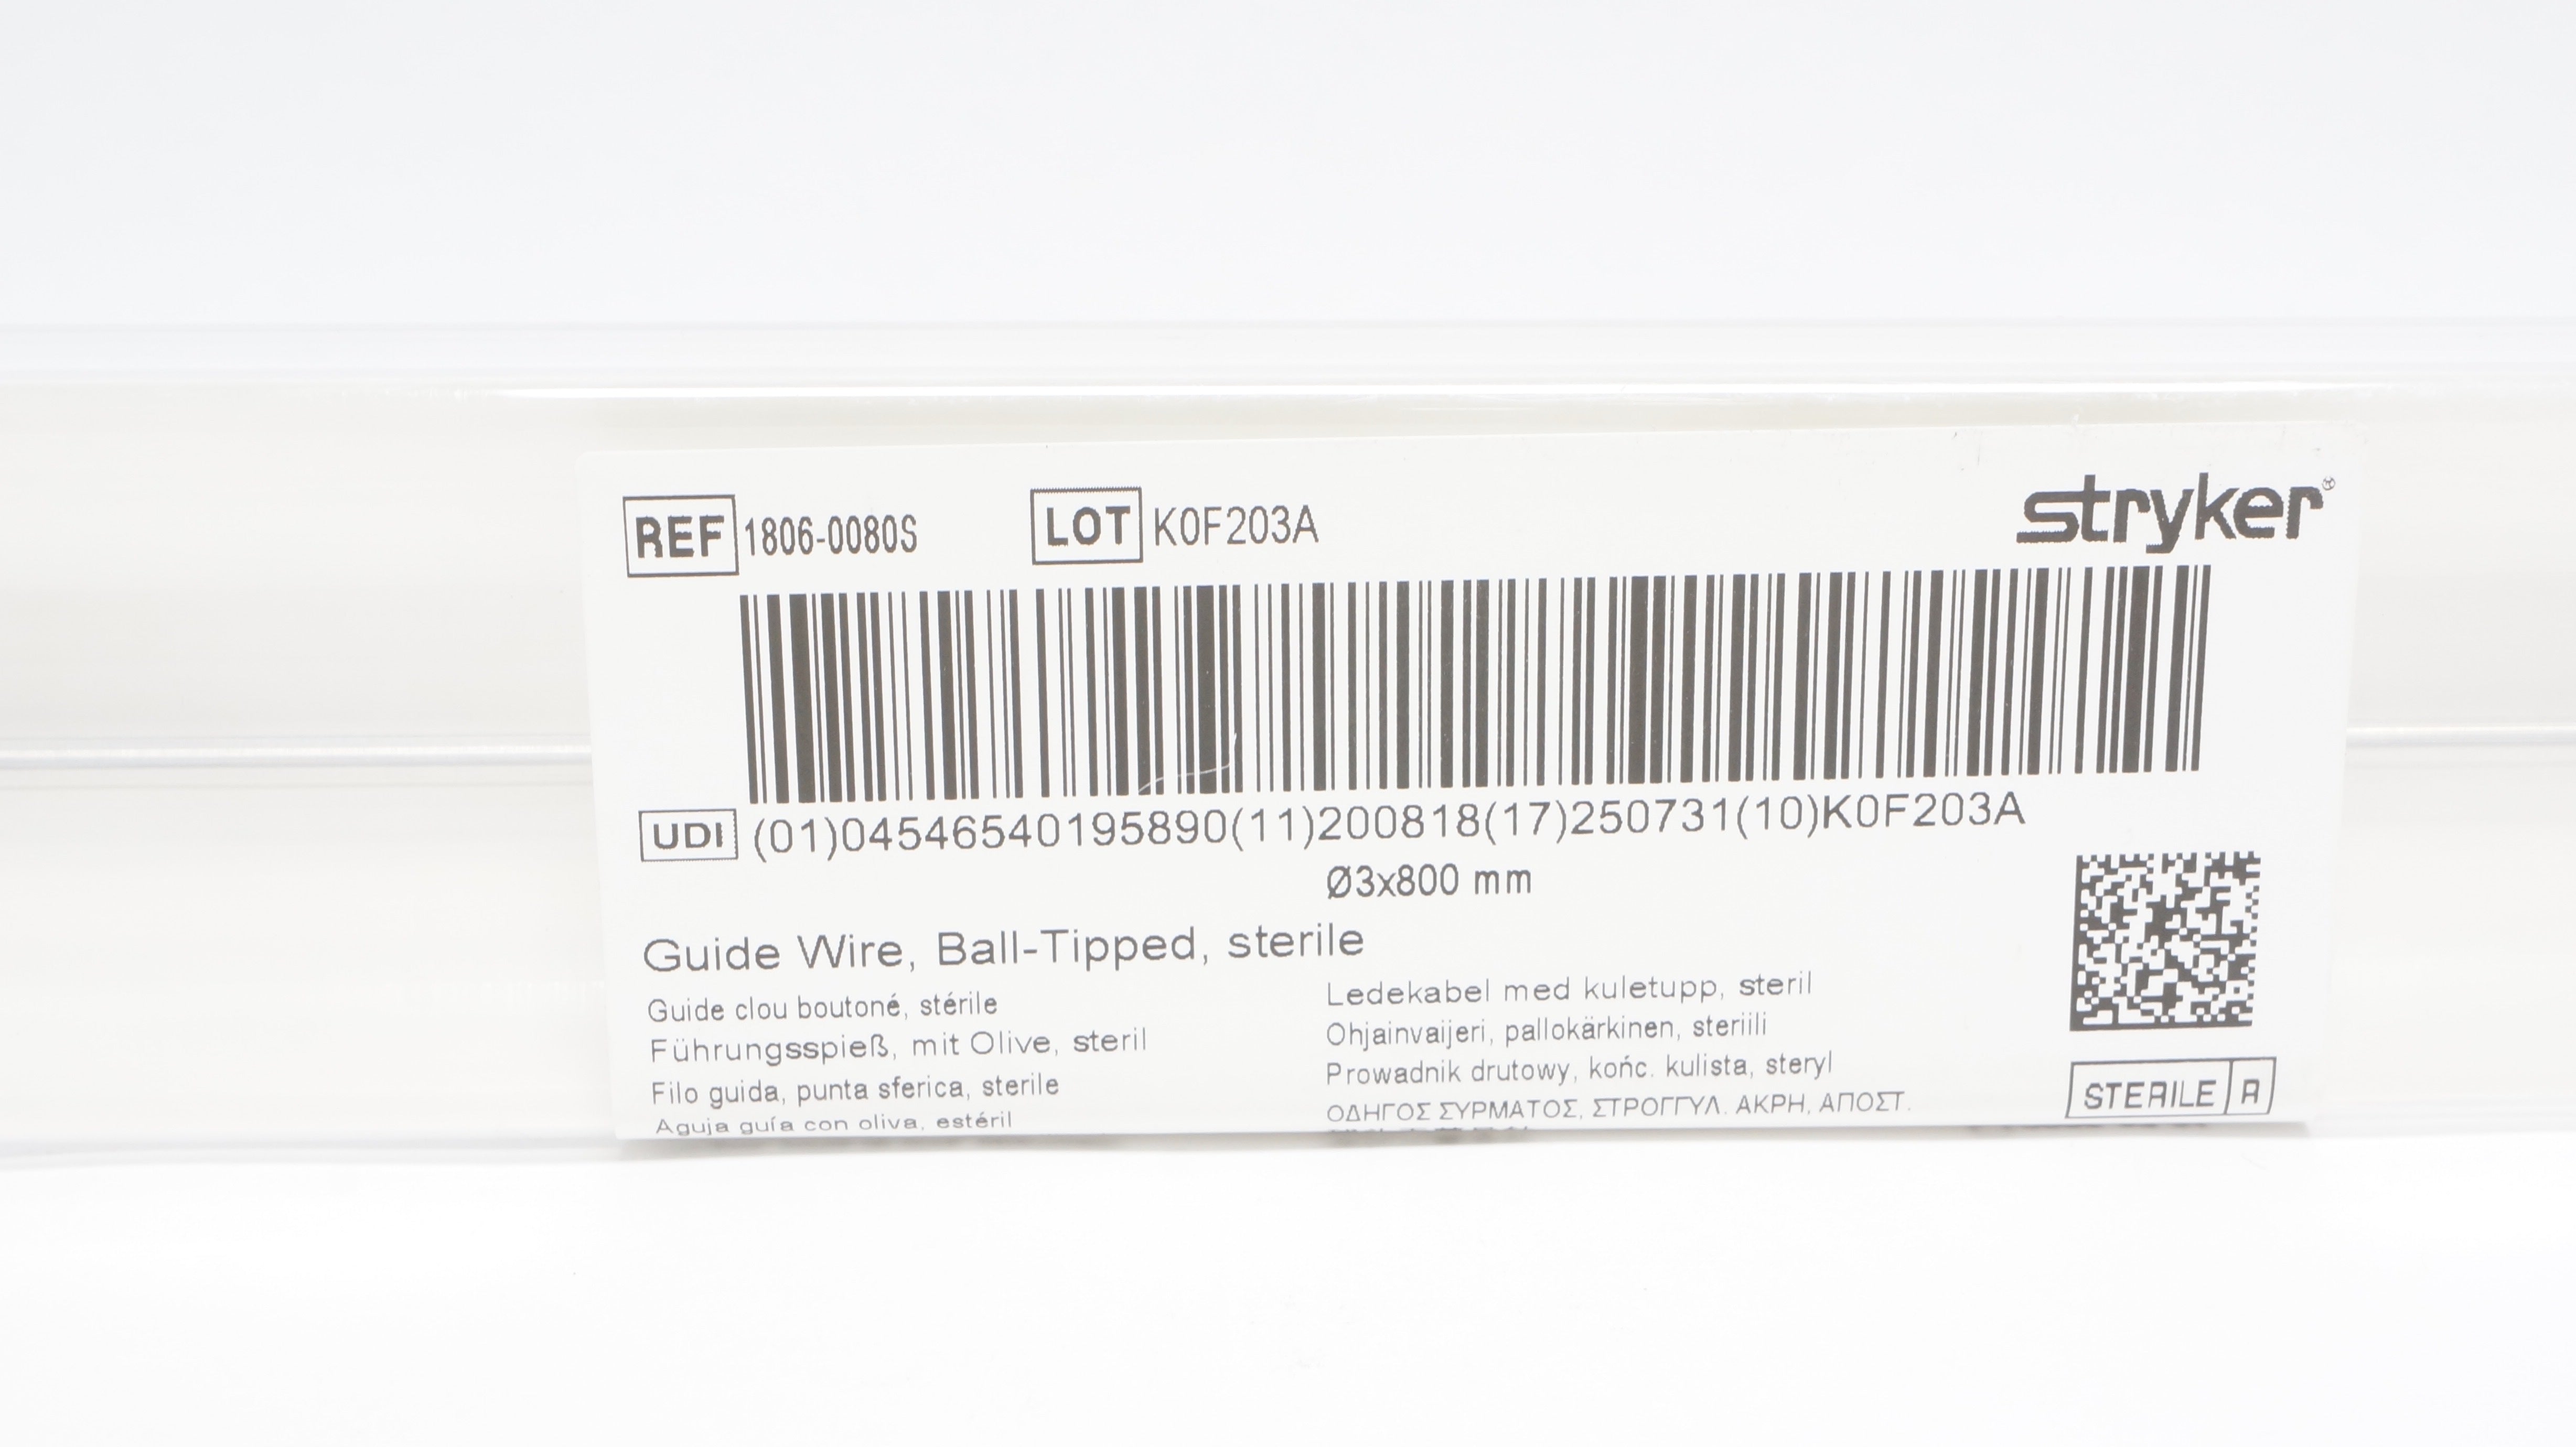 REF 1806-0080S LOT K0F203A
stryker®
UDI (01)04546540195890(11)200818(17)250731(10)K0F203A
Ø3x800 mm
Guide Wire, Ball-Tipped, sterile
Guide clou boutoné, stérile
Führungsspieß, mit Olive, steril
Filo guida, punta sferica, sterile
Aguja guía con oliva, estéril
Ledekabel med kuletupp, steril
Ohjainvaijeri, pallokärkinen, steriili
Prowadnik drutowy, końc. kulista, steryl
ΟΔΗΓΟΣ ΣΥΡΜΑΤΟΣ, ΣΤΡΟΓΓΥΛ. ΑΚΡΗ, ΑΠΟΣΤ.
STERILE R